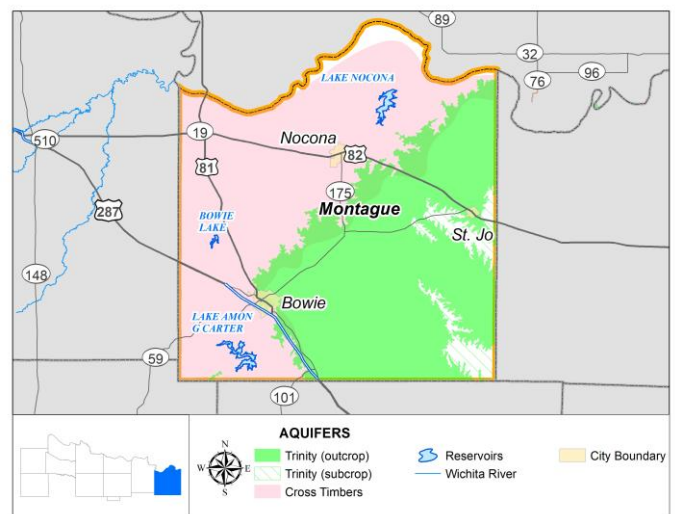 89
32
76
96
LAKE NOCONA
510
19
Nocona
82
81
175
287
Montague
BOWIE
LAKE
St. Jo
148
Bowie
LAKE AMON
G CARTER
59
101
AQUIFERS
N
W
E
S
Trinity (outcrop)
Trinity (subcrop)
Cross Timbers
Reservoirs
Wichita River
City Boundary